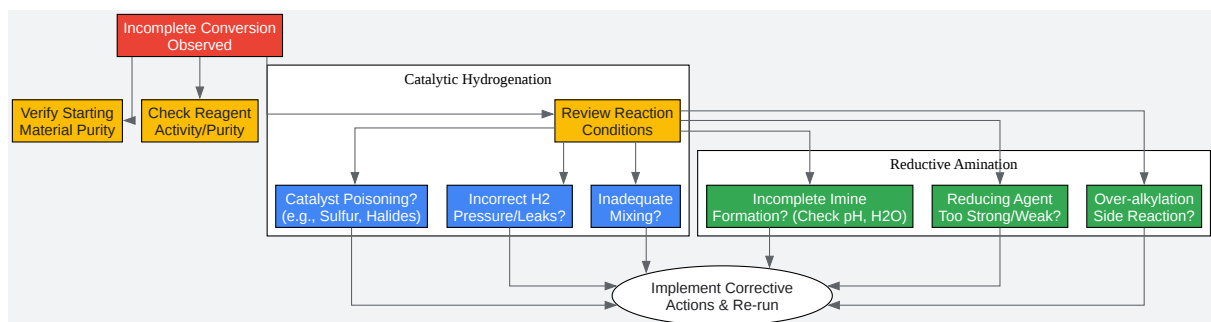 Incomplete Conversion
Observed
Catalytic Hydrogenation
Verify Starting
Material Purity
Check Reagent
Activity/Purity
Review Reaction
Conditions
Reductive Amination
Catalyst Poisoning?
(e.g., Sulfur, Halides)
Incorrect H2
Pressure/Leaks?
Inadequate
Mixing?
Incomplete Imine
Formation? (Check pH, H2O)
Reducing Agent
Too Strong/Weak?
Over-alkylation
Side Reaction?
Implement Corrective
Actions & Re-run